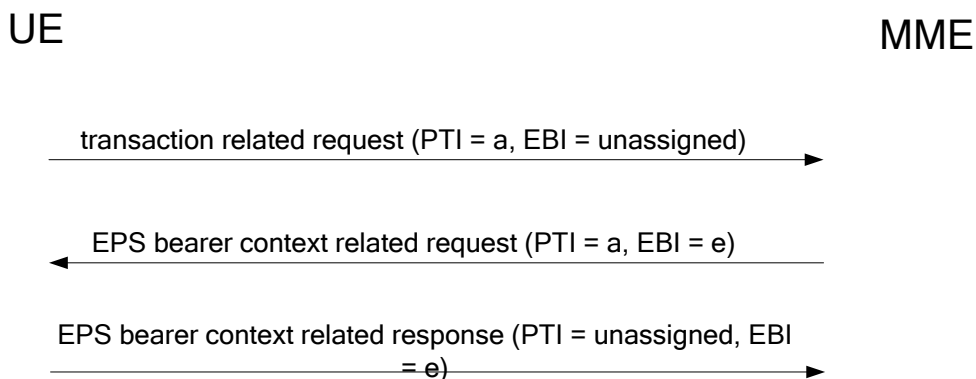 UE
MME
transaction related request (PTI = a, EBI = unassigned)
EPS bearer context related request (PTI = a, EBI = e)
EPS bearer context related response (PTI = unassigned, EBI
= e)